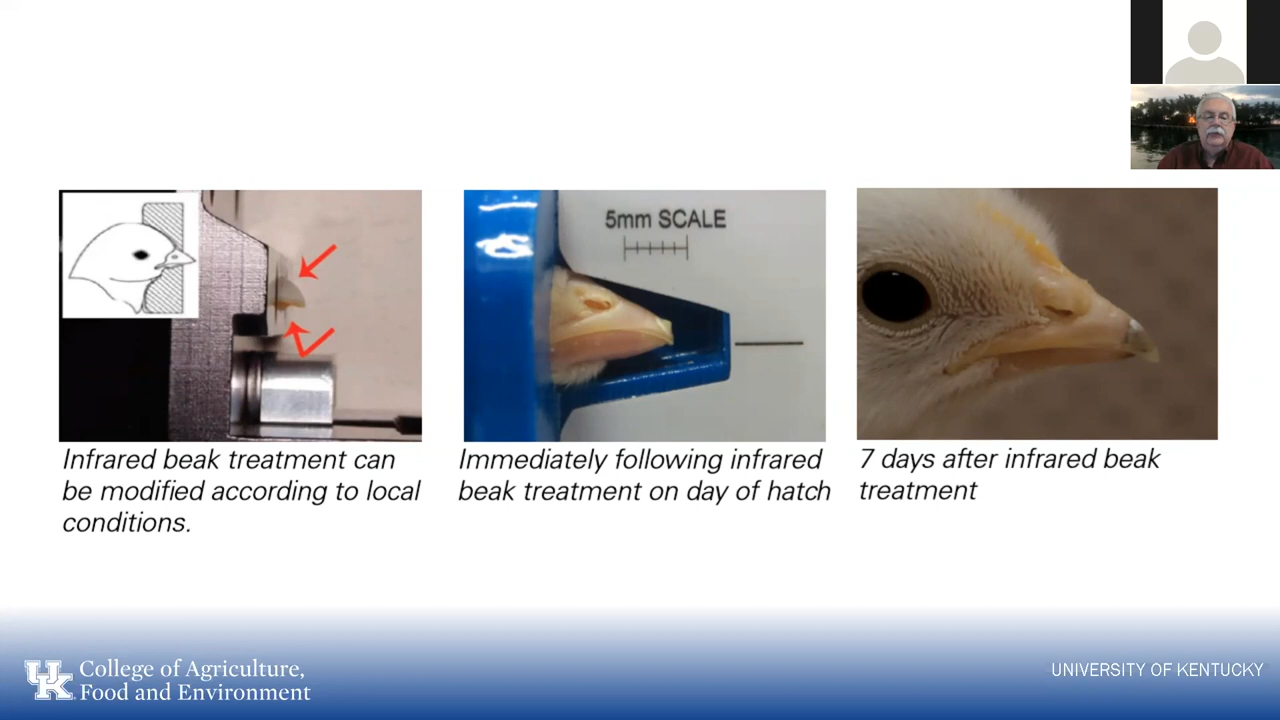 5mm SCALE
Infrared beak treatment can
be modified according to local
conditions.
Immediately following infrared
beak treatment on day of hatch
7 days after infrared beak
treatment
UK College of Agriculture,
Food and Environment
UNIVERSITY OF KENTUCKY